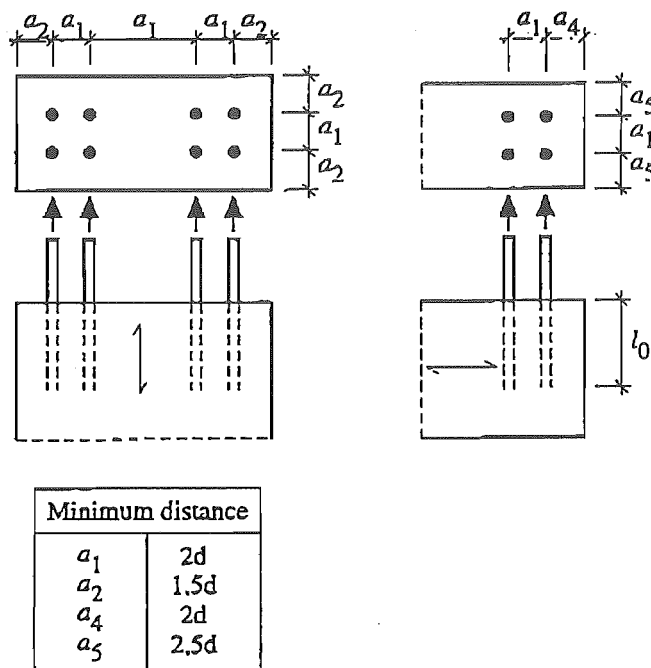 a2 a1 a1 a1 a2
a1 a4
a2
a1
a2
a5
a1
a5
l0
Minimum distance
a1 2d
a2 1.5d
a4 2d
a5 2,5d